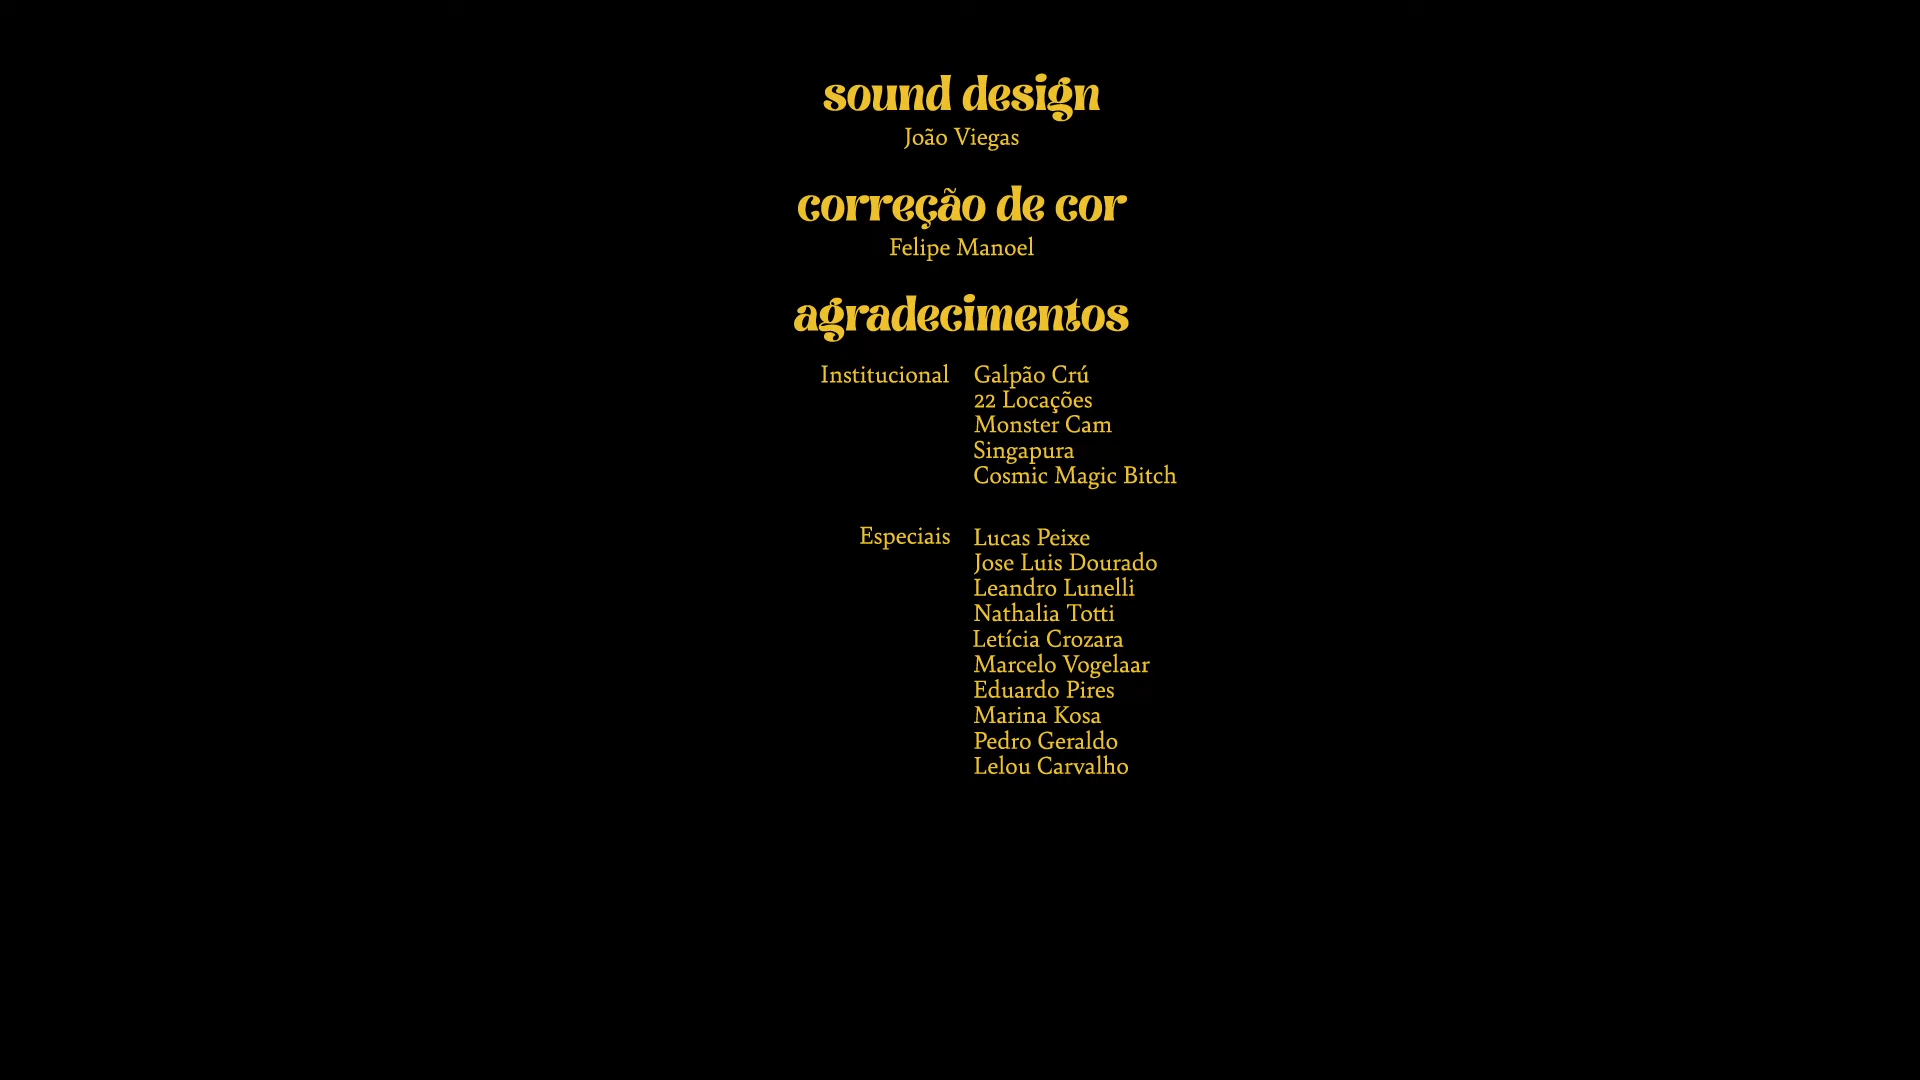 sound design
João Viegas
correção de cor
Felipe Manoel
agradecimentos
Institucional Galpão Crú
22 Locações
Monster Cam
Singapura
Cosmic Magic Bitch
Especiais Lucas Peixe
Jose Luis Dourado
Leandro Lunelli
Nathalia Totti
Letícia Crozara
Marcelo Vogelaar
Eduardo Pires
Marina Kosa
Pedro Geraldo
Lelou Carvalho